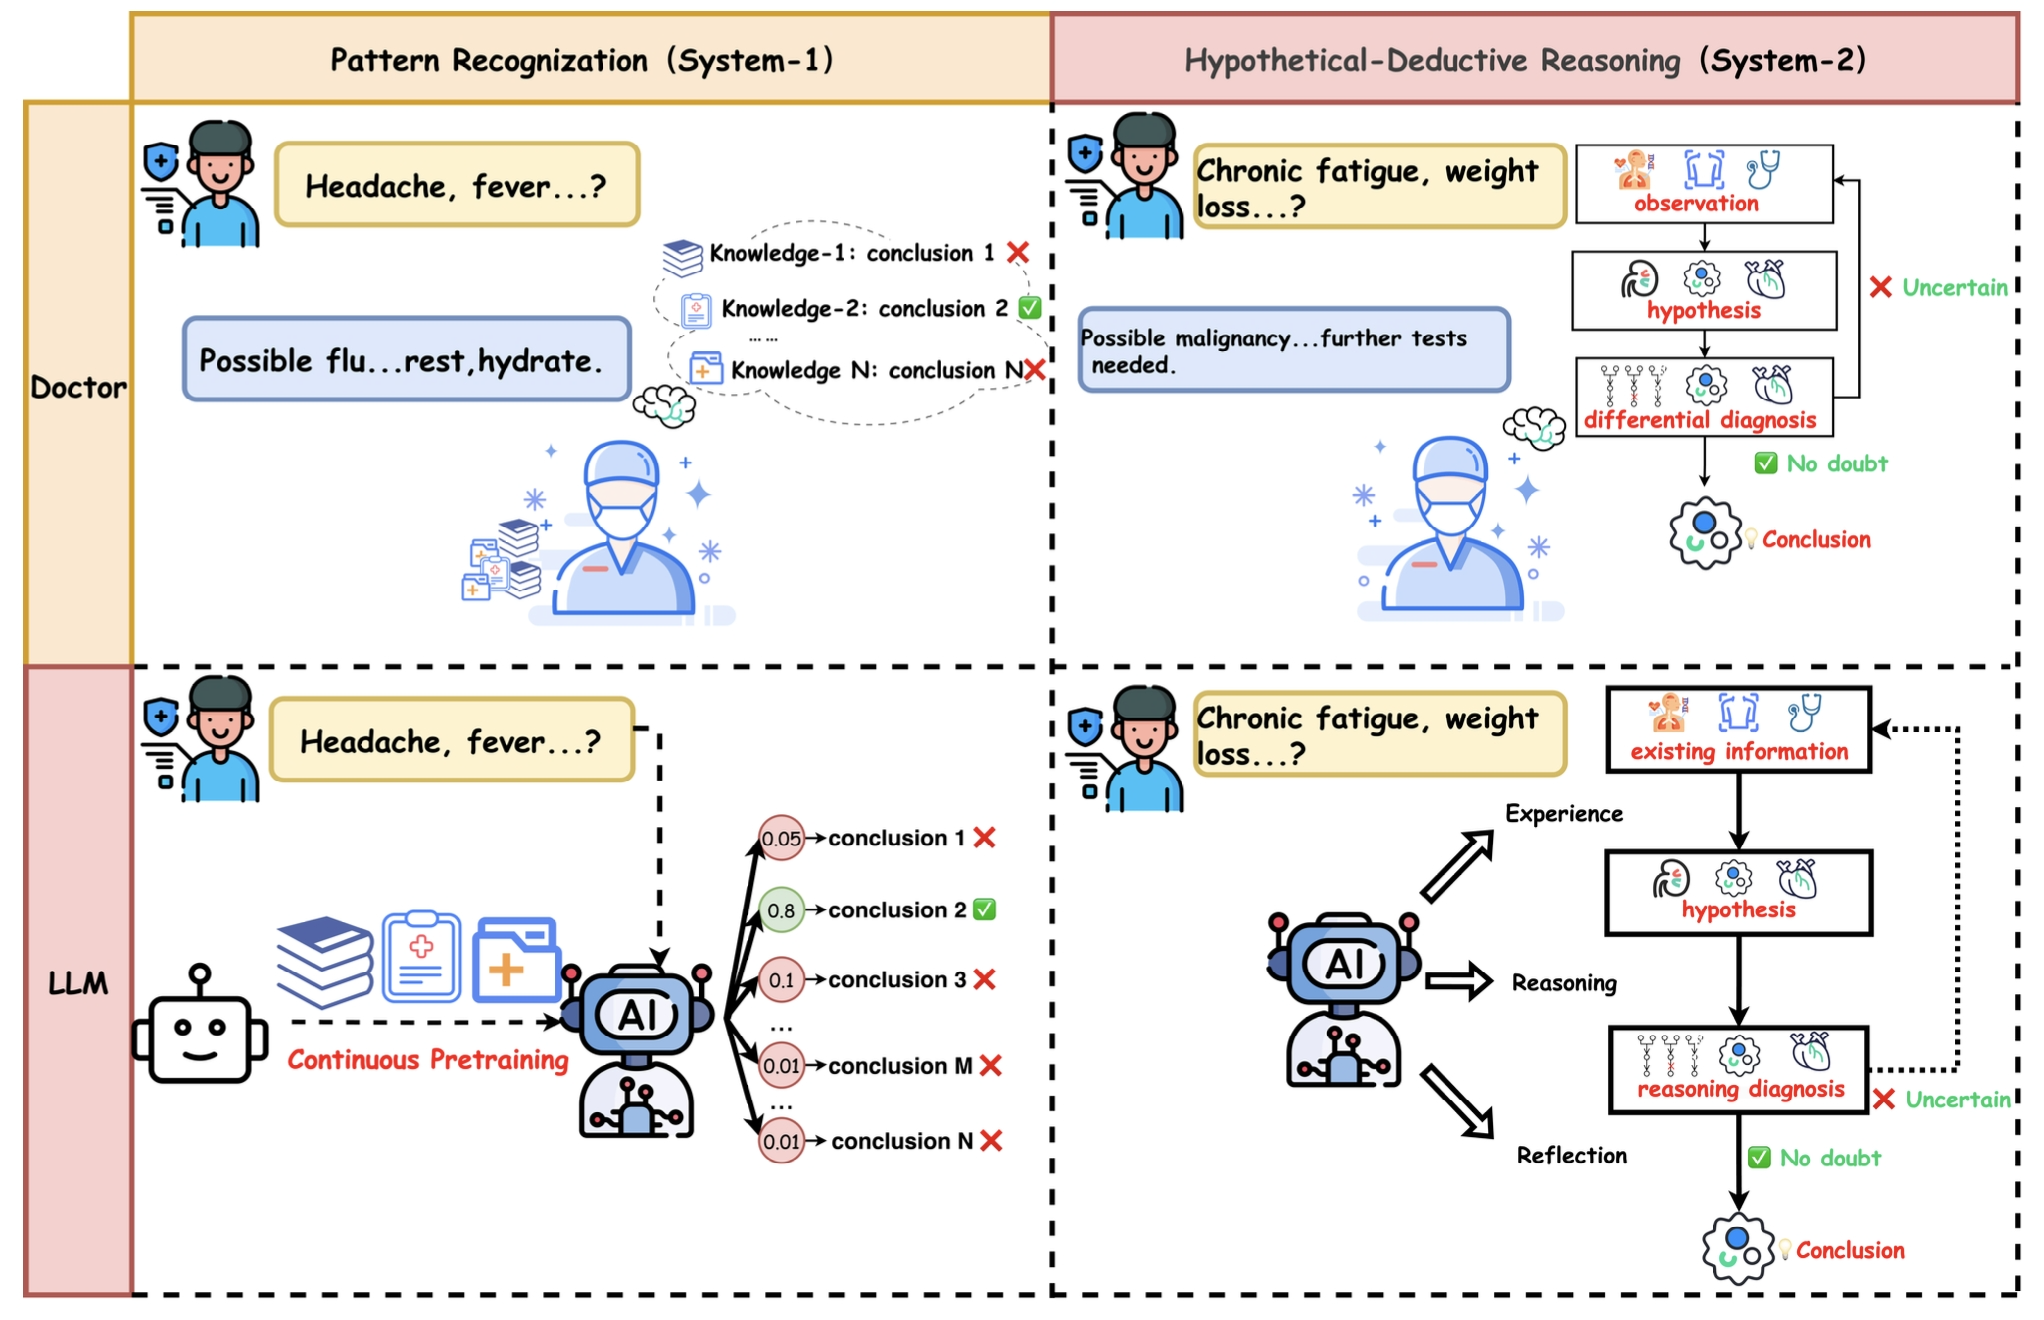 Pattern Recognization (System-1)
Hypothetical-Deductive Reasoning (System-2)
Doctor
Headache, fever...?
Knowledge-1: conclusion 1
Knowledge-2: conclusion 2
... ...
Knowledge N: conclusion N
Possible flu...rest,hydrate.
Chronic fatigue, weight
loss...?
observation
hypothesis
Uncertain
differential diagnosis
No doubt
Conclusion
Possible malignancy...further tests
needed.
LLM
Headache, fever...?
Continuous Pretraining
AI
0.05 conclusion 1
0.8 conclusion 2
0.1 conclusion 3
...
0.01 conclusion M
...
0.01 conclusion N
Chronic fatigue, weight
loss...?
Experience
AI
Reasoning
Reflection
existing information
hypothesis
reasoning diagnosis
Uncertain
No doubt
Conclusion